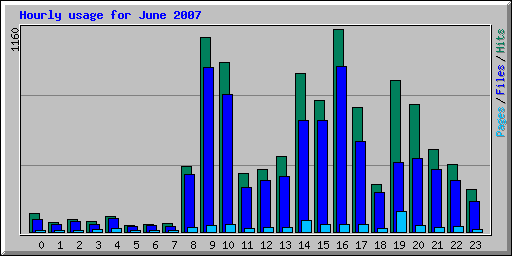 Hourly usage for June 2007
1160
Pages/Files/Hits
0 1 2 3 4 5 6 7 8 9 10 11 12 13 14 15 16 17 18 19 20 21 22 23